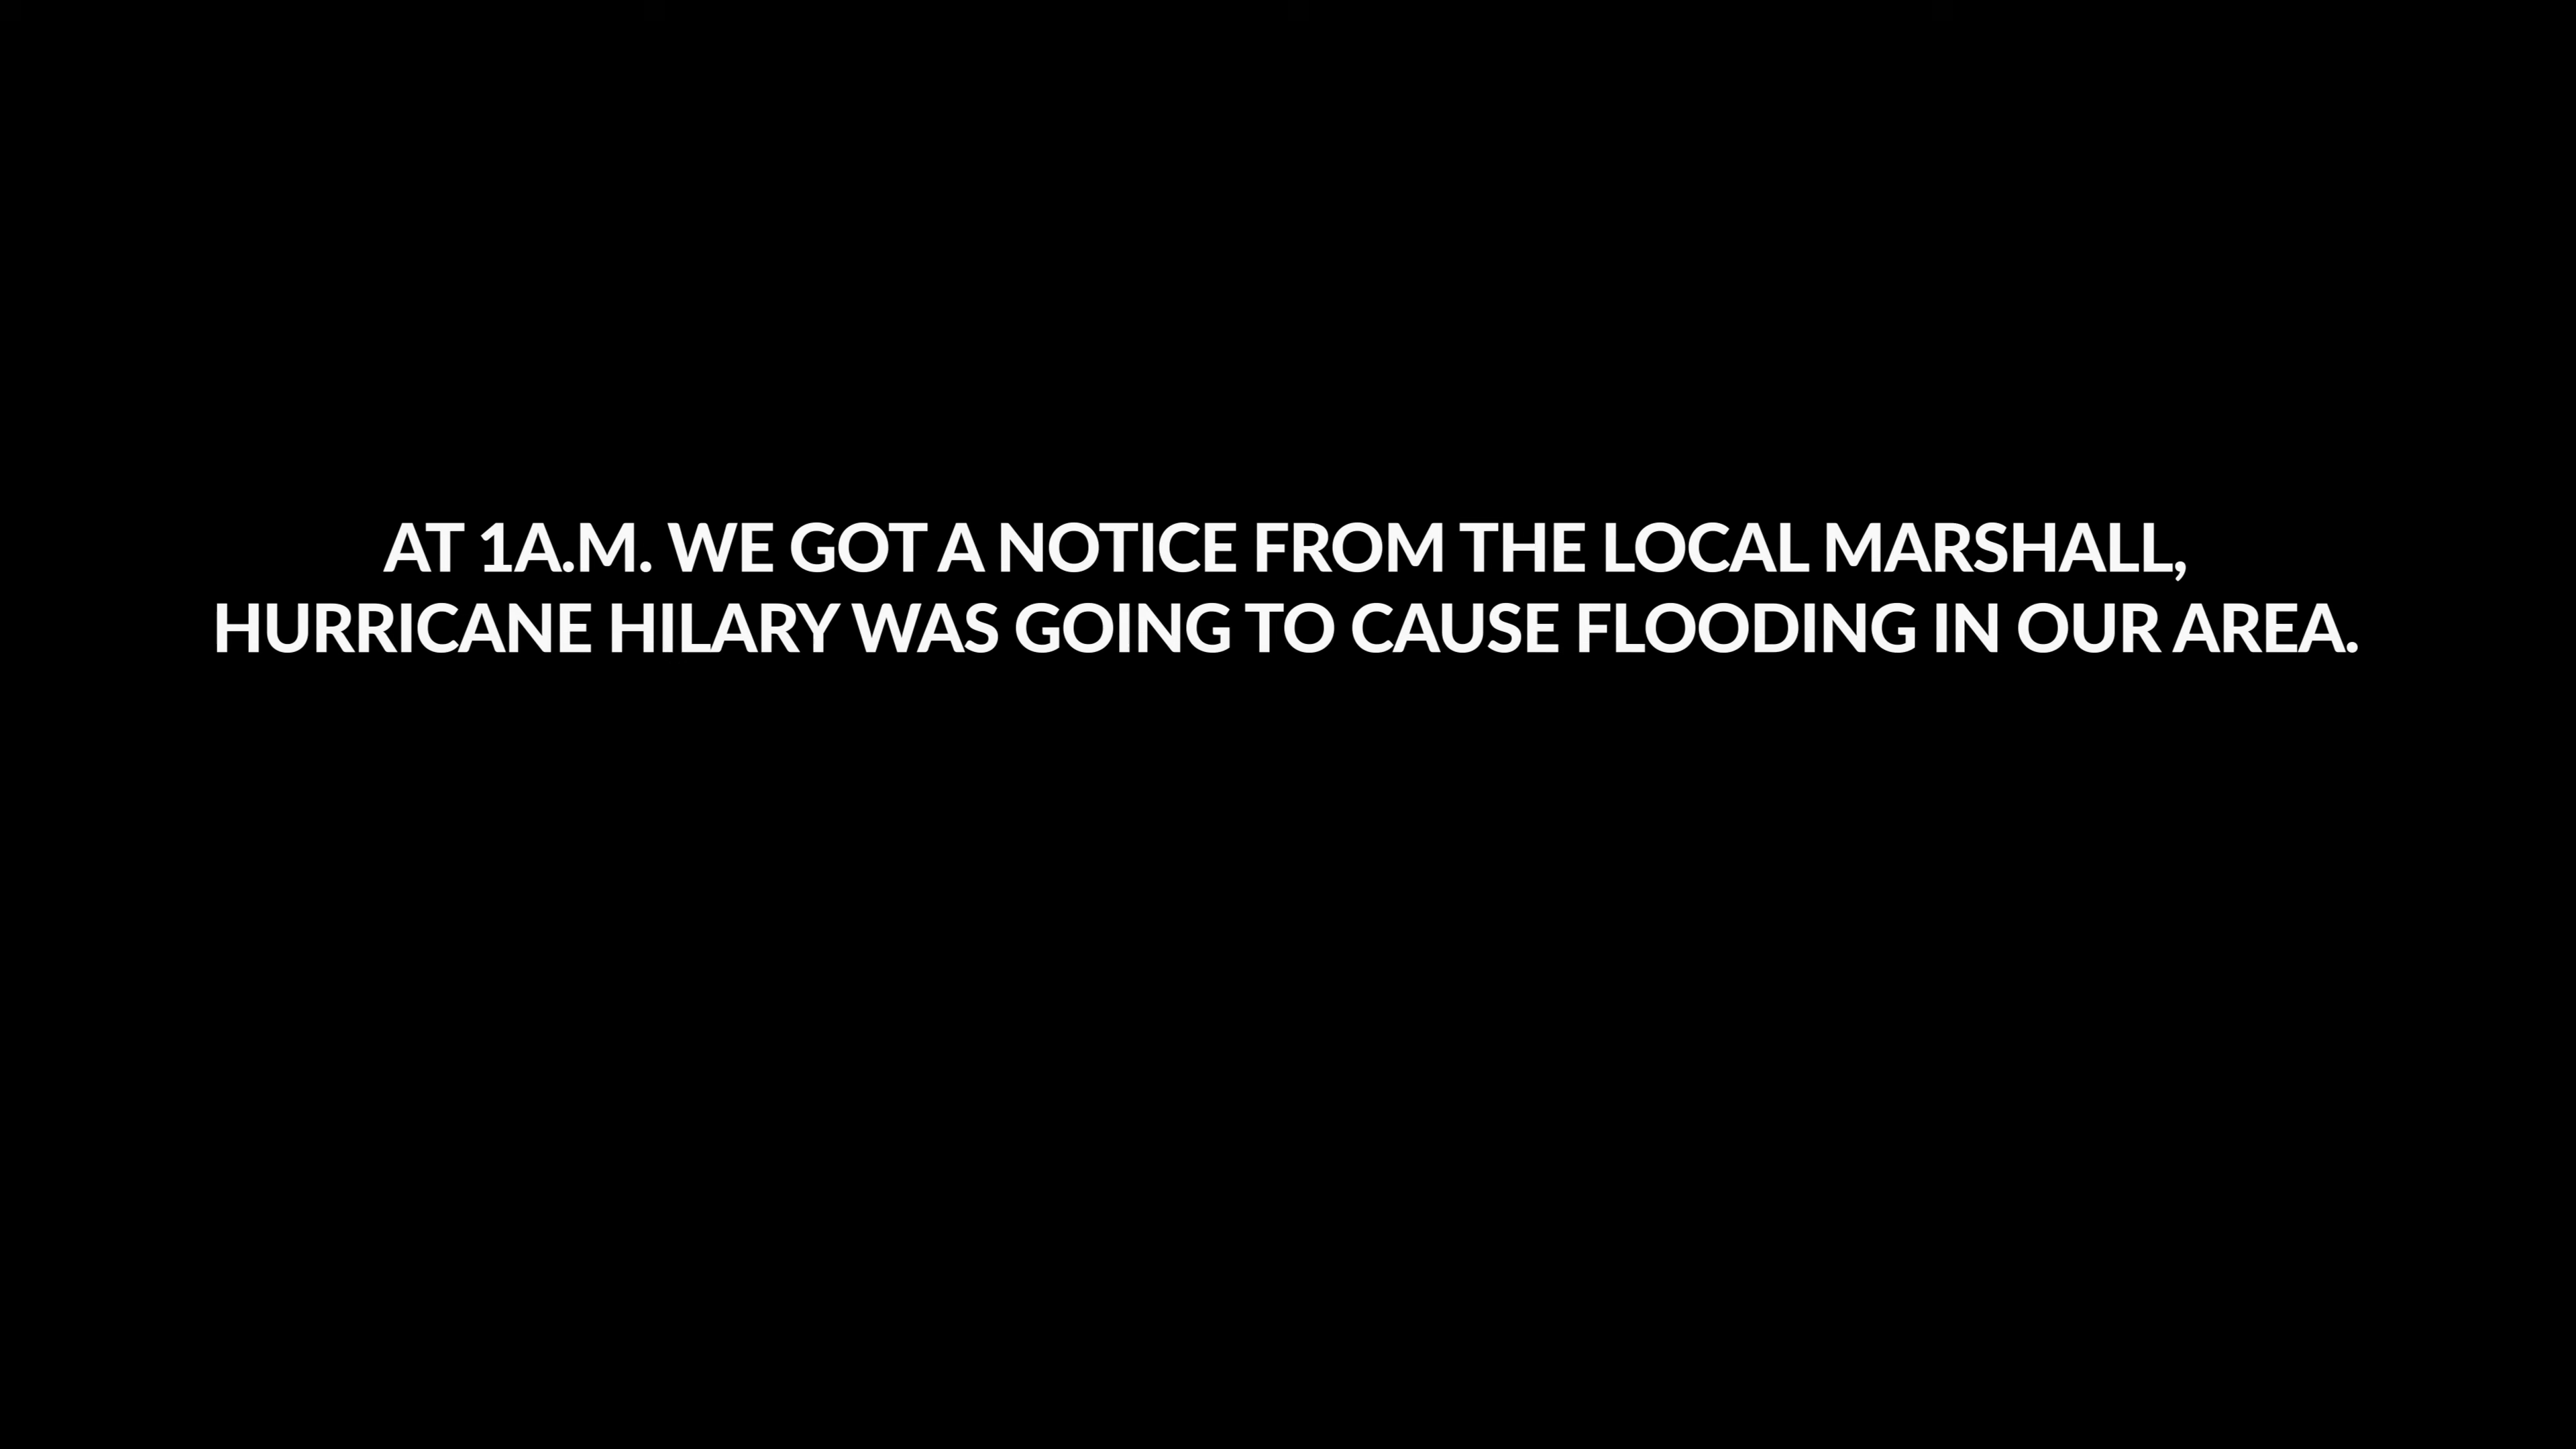 AT 1A.M. WE GOT A NOTICE FROM THE LOCAL MARSHALL,
HURRICANE HILARY WAS GOING TO CAUSE FLOODING IN OUR AREA.